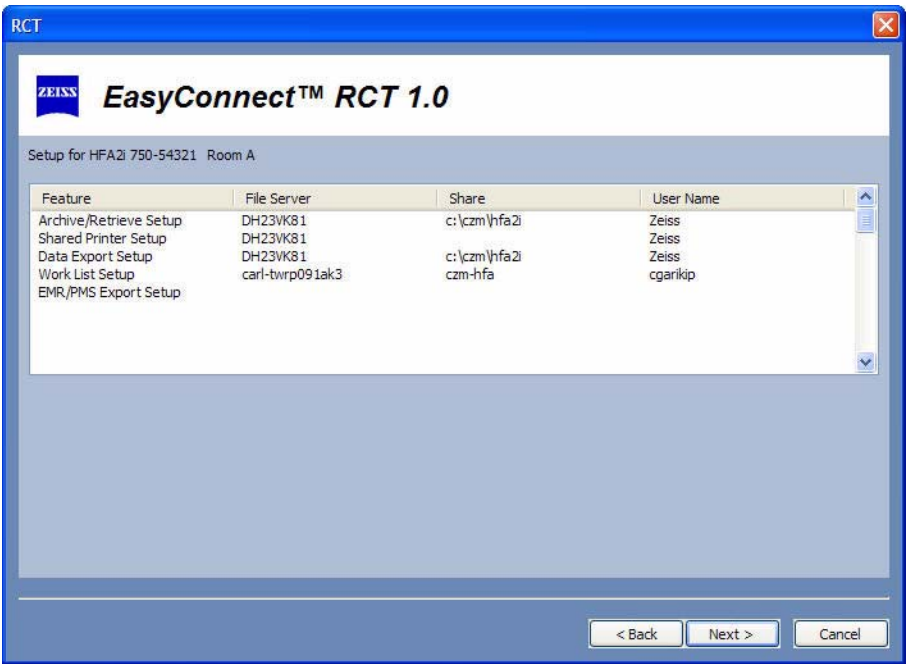 RCT
ZEISS
EasyConnect™ RCT 1.0
Setup for HFA2i 750-54321 Room A
Feature File Server Share User Name
Archive/Retrieve Setup DH23VK81 c:\czm\hfa2i Zeiss
Shared Printer Setup DH23VK81 Zeiss
Data Export Setup DH23VK81 c:\czm\hfa2i Zeiss
Work List Setup carl-twrp091ak3 czm-hfa cgarikip
EMR/PMS Export Setup
< Back Next > Cancel